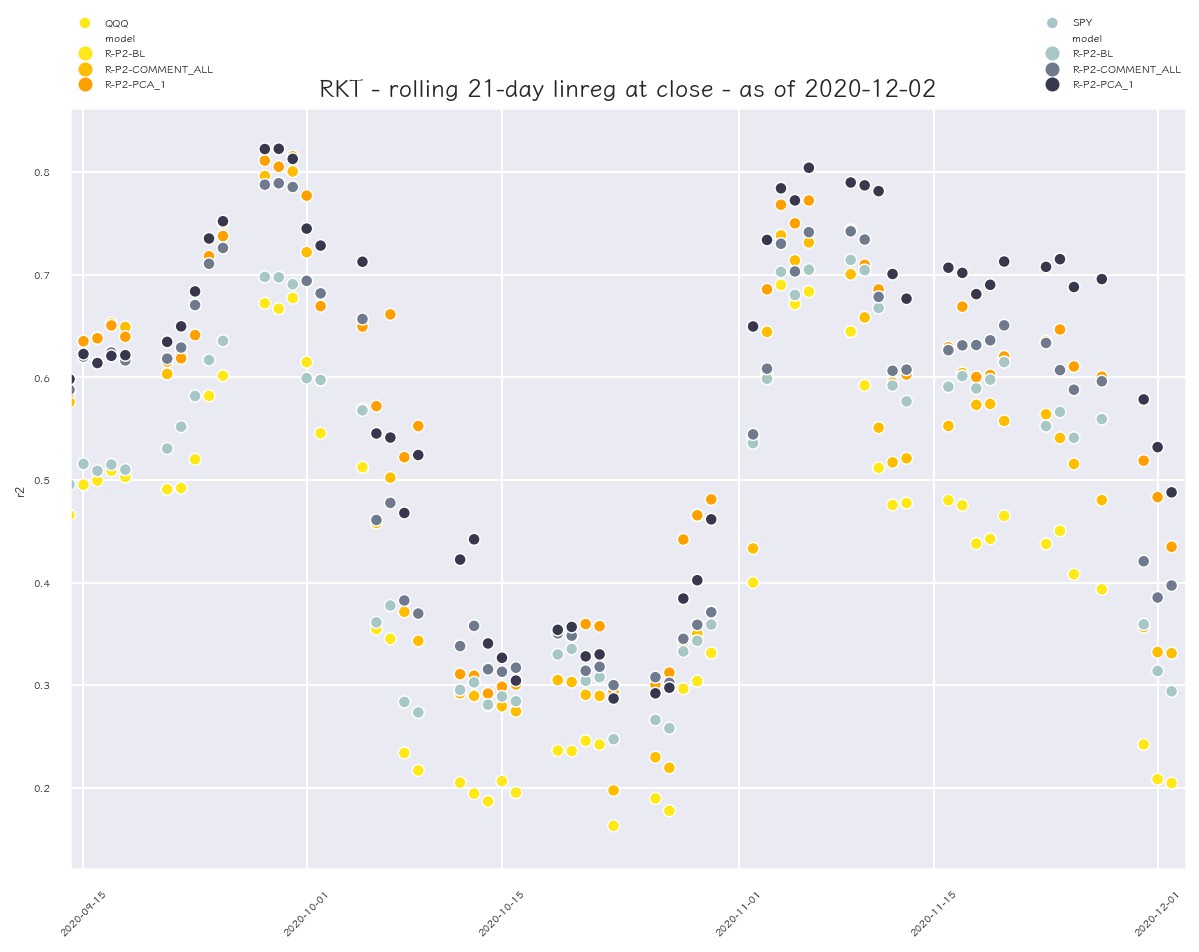 QQQ
model
R-P2-BL
R-P2-COMMENT_ALL
R-P2-PCA_1
SPY
model
R-P2-BL
R-P2-COMMENT_ALL
R-P2-PCA_1
RKT - rolling 21-day linreg at close - as of 2020-12-02
0.8
0.7
0.6
0.5
0.4
0.3
0.2
r2
2020-09-15
2020-10-01
2020-10-15
2020-11-01
2020-11-15
2020-12-01